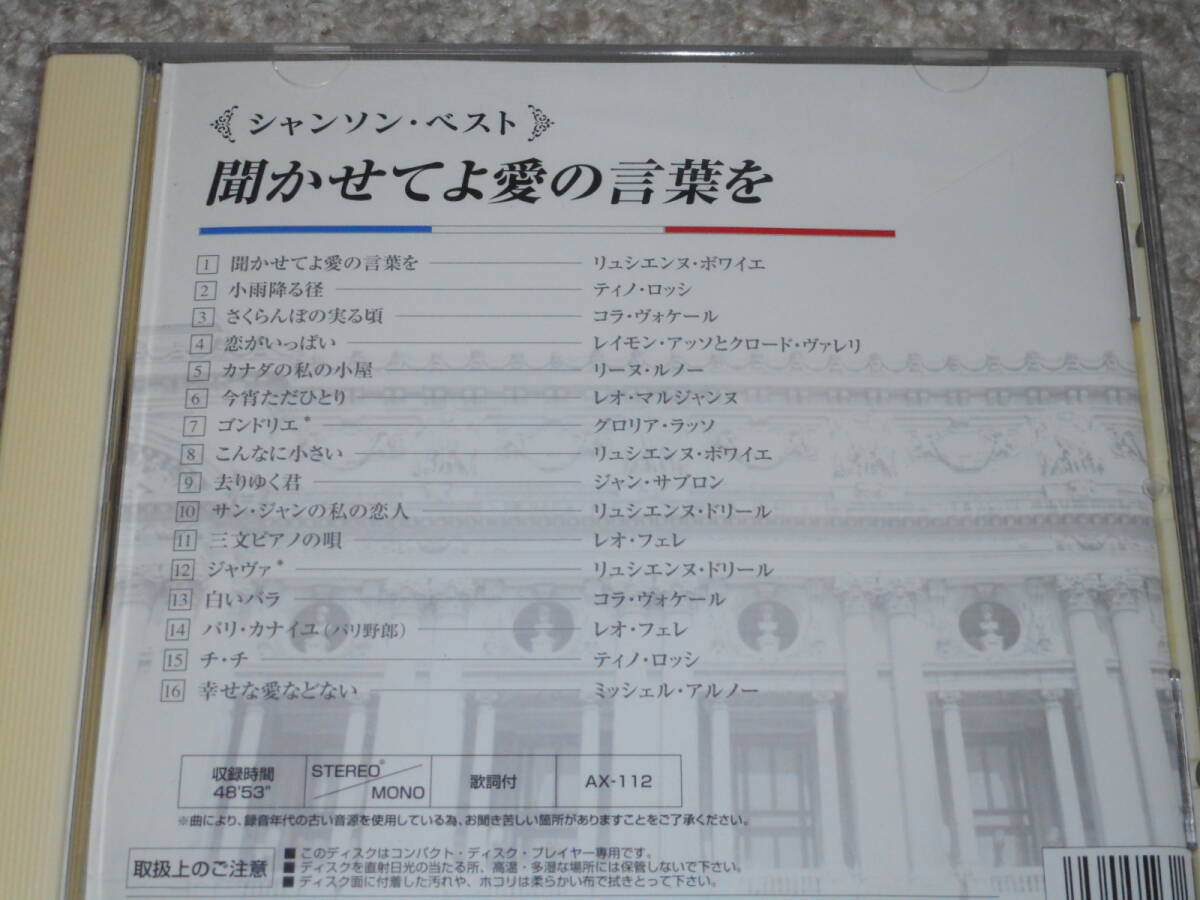 シャンソン・ベスト
聞かせてよ愛の言葉を
1 聞かせてよ愛の言葉を リュシエンヌ・ボワイエ
2 小雨降る径 ティノ・ロッシ
3 さくらんぼの実る頃 コラ・ヴォケール
4 恋がいっぱい レイモン・アッソとクロード・ヴァレリ
5 カナダの私の小屋 リーヌ・ルノー
6 今宵ただひとり レオ・マルジャンヌ
7 ゴンドリエ* グロリア・ラッソ
8 こんなに小さい リュシエンヌ・ボワイエ
9 去りゆく君 ジャン・サブロン
10 サン・ジャンの私の恋人 リュシエンヌ・ドリール
11 三文ピアノの唄 レオ・フェレ
12 ジャヴァ* リュシエンヌ・ドリール
13 白いバラ コラ・ヴォケール
14 パリ・カナイユ(パリ野郎) レオ・フェレ
15 チ・チ ティノ・ロッシ
16 幸せな愛などない ミッシェル・アルノー
収録時間 48'53" STEREO*/MONO 歌詞付 AX-112
※曲により、録音年代の古い音源を使用している為、お聞き苦しい箇所がありますことをご了承ください。
取扱上のご注意
■ このディスクはコンパクト・ディスク・プレイヤー専用です。
■ ディスクを直射日光の当たる所、高温・多湿な場所には保管しないで下さい。
■ ディスク面に付着した汚れや、ホコリは柔らかい布で拭きとって下さい。